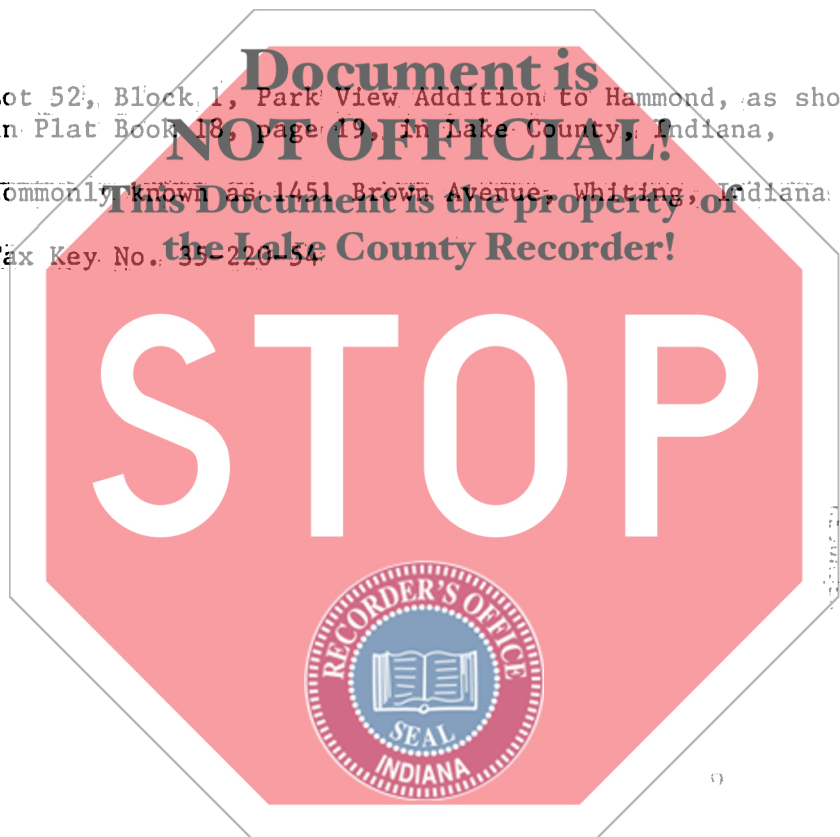 Document is
ot 52, Block 1, Park View Addition to Hammond, as sho
n Plat Book 18, page 19, in Lake County, Indiana,
NOT OFFICIAL!
ommonly known as 1451 Brown Avenue, Whiting, Indiana
This Document is the property of
the Lake County Recorder!
ax Key No. 35-220-54
STOP
RECORDER'S OFFICE
SEAL
INDIANA